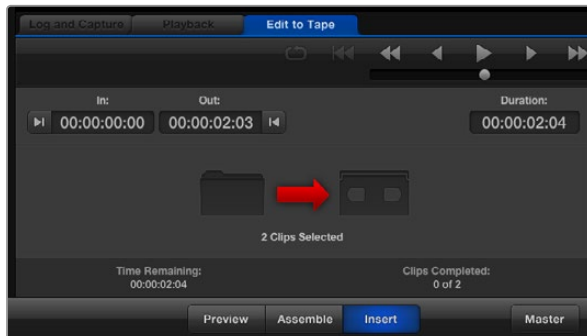 Log and Capture Playback Edit to Tape
In: Out: Duration:
00:00:00:00 00:00:02:03 00:00:02:04
2 Clips Selected
Time Remaining: Clips Completed:
00:00:02:04 0 of 2
Preview Assemble Insert Master